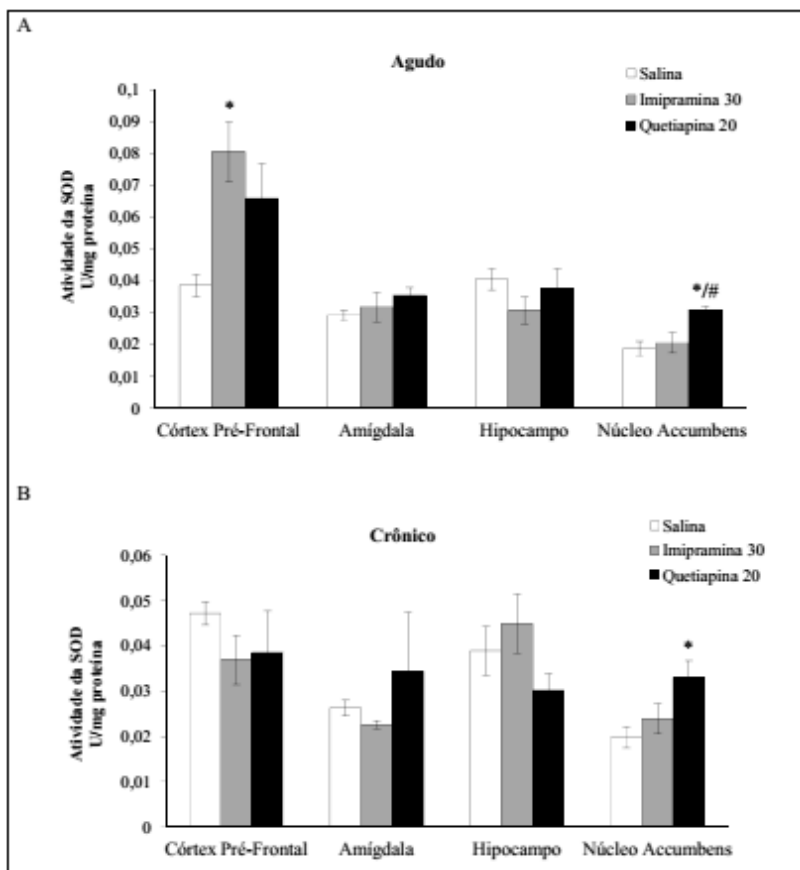 A
Agudo
Salina
Imipramina 30
Quetiapina 20
Atividade da SOD
U/mg proteína
0,1
0,09
0,08
0,07
0,06
0,05
0,04
0,03
0,02
0,01
0
*
*/#
Córtex Pré-Frontal
Amígdala
Hipocampo
Núcleo Accumbens
B
Crônico
Salina
Imipramina 30
Quetiapina 20
Atividade da SOD
U/mg proteína
0,06
0,05
0,04
0,03
0,02
0,01
0
*
Córtex Pré-Frontal
Amígdala
Hipocampo
Núcleo Accumbens